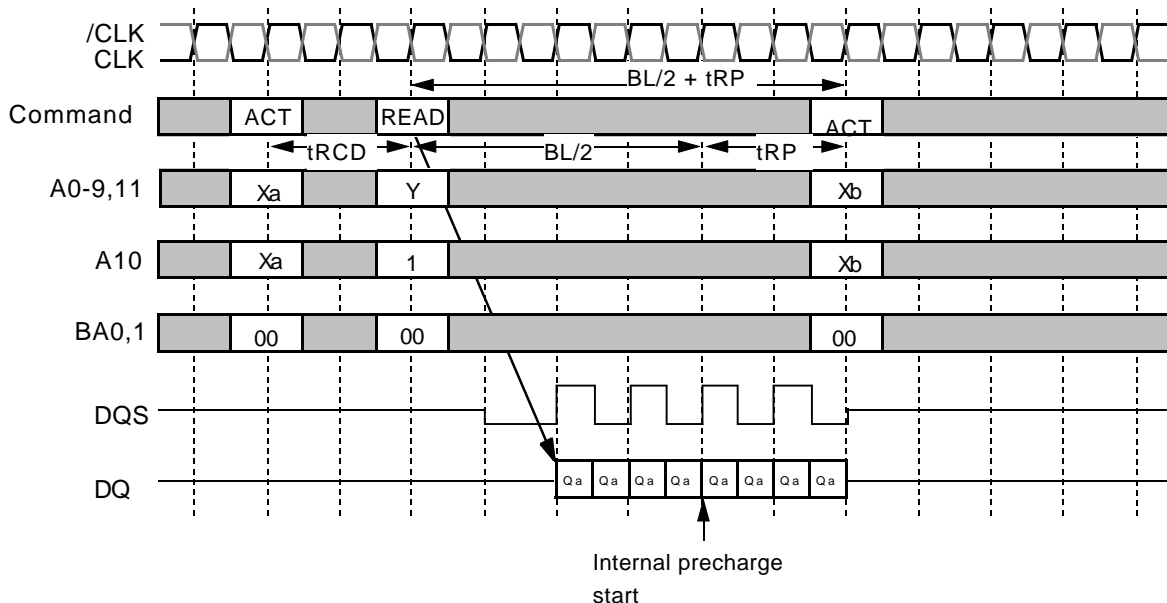 /CLK
CLK
BL/2 + tRP
Command ACT READ ACT
tRCD BL/2 tRP
A0-9,11 Xa Y Xb
A10 Xa 1 Xb
BA0,1 00 00 00
DQS
DQ Qa Qa Qa Qa Qa Qa Qa Qa
Internal precharge
start